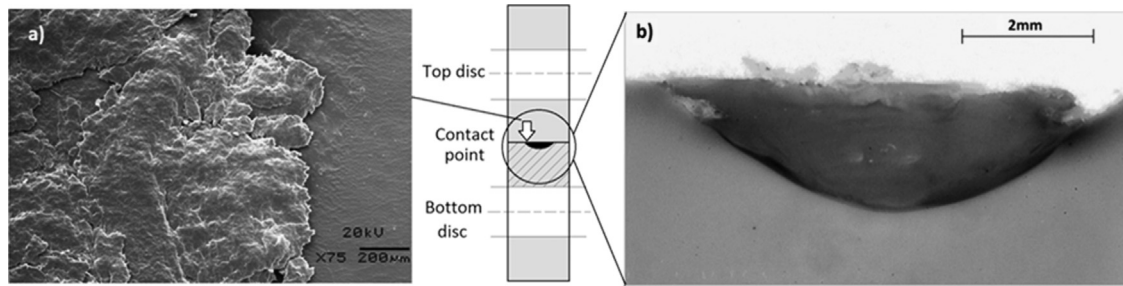 a)
20kV
X75 200μm
Top disc
Contact
point
Bottom
disc
b)
2mm